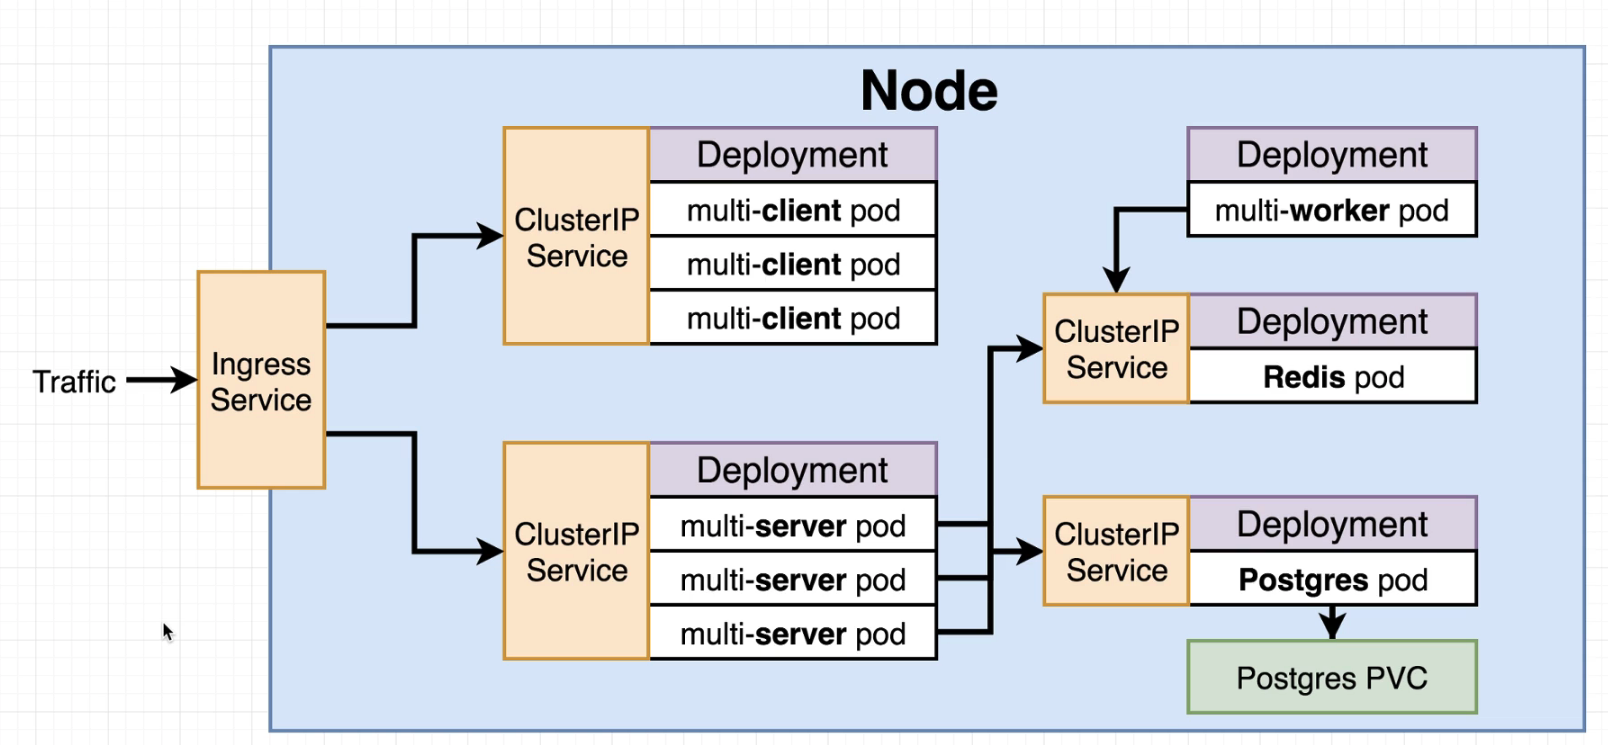 Node
Traffic
Ingress
Service
ClusterIP
Service
Deployment
multi-client pod
multi-client pod
multi-client pod
ClusterIP
Service
Deployment
multi-server pod
multi-server pod
multi-server pod
Deployment
multi-worker pod
ClusterIP
Service
Deployment
Redis pod
ClusterIP
Service
Deployment
Postgres pod
Postgres PVC